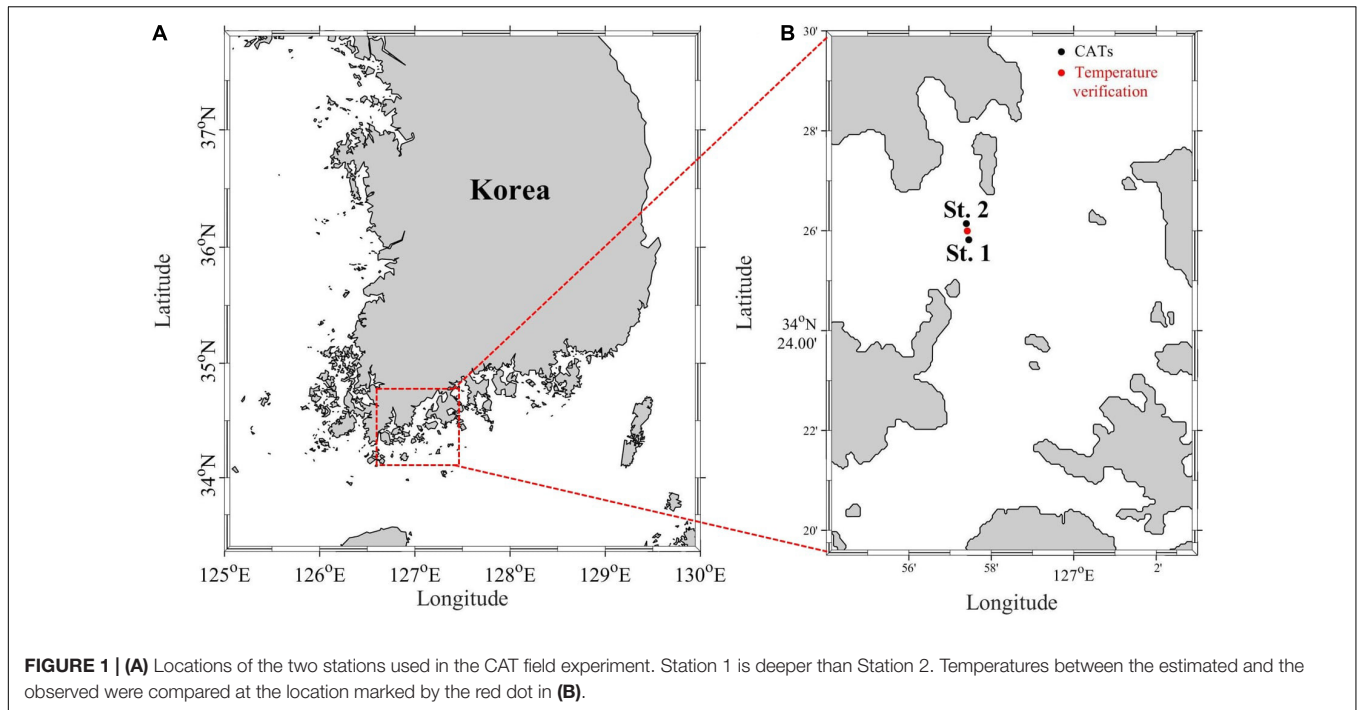 A
37°N
36°N
35°N
34°N
Latitude
Korea
125°E 126°E 127°E 128°E 129°E 130°E
Longitude
B
30'
28'
26'
34°N
24.00'
22'
20'
Latitude
CATs
Temperature
verification
St. 2
St. 1
56' 58' 127°E 2'
Longitude
FIGURE 1 | (A) Locations of the two stations used in the CAT field experiment. Station 1 is deeper than Station 2. Temperatures between the estimated and the
observed were compared at the location marked by the red dot in (B).